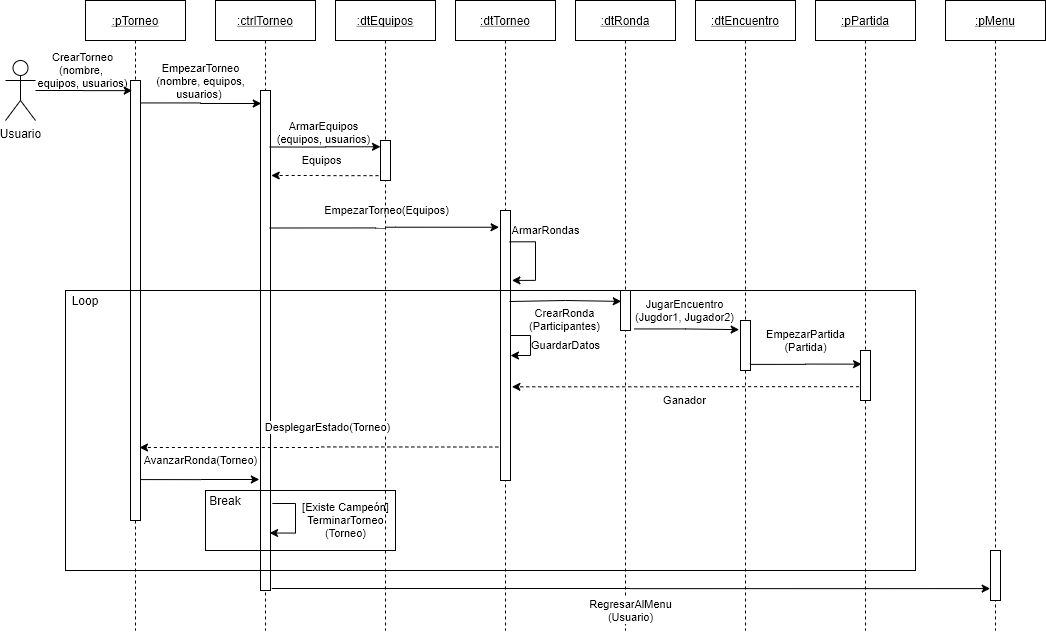 :pTorneo
:ctrlTorneo
:dtEquipos
:dtTorneo
:dtRonda
:dtEncuentro
:pPartida
:pMenu
CrearTorneo
(nombre,
equipos, usuarios)
Usuario
EmpezarTorneo
(nombre, equipos,
usuarios)
ArmarEquipos
(equipos, usuarios)
Equipos
EmpezarTorneo(Equipos)
ArmarRondas
Loop
CrearRonda
(Participantes)
JugarEncuentro
(Jugdor1, Jugador2)
GuardarDatos
EmpezarPartida
(Partida)
Ganador
DesplegarEstado(Torneo)
AvanzarRonda(Torneo)
Break
[Existe Campeón]
TerminarTorneo
(Torneo)
RegresarAlMenu
(Usuario)